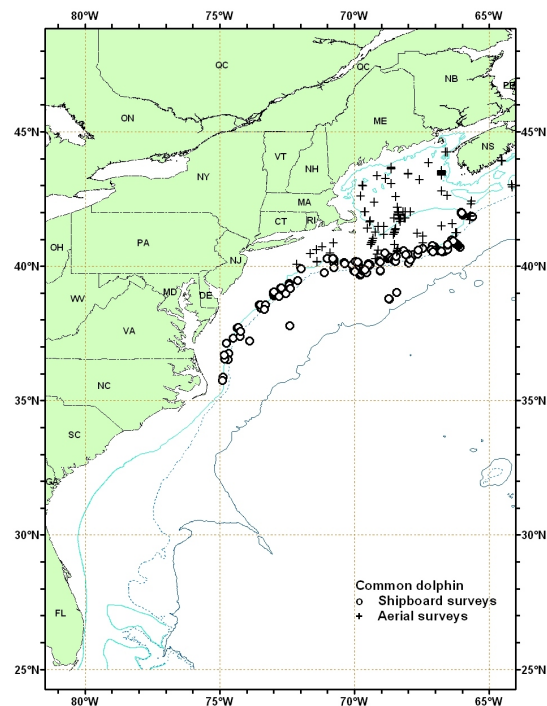 80°W 75°W 70°W 65°W
QC QC NB PE
ON ME
45°N 45°N
VT NS
NH
NY
MA
CT RI
OH PA
NJ
40°N 40°N
WV MD DE
VA
NC
35°N 35°N
SC
GA
30°N 30°N
Common dolphin
Shipboard surveys
FL
Aerial surveys
25°N 25°N
80°W 75°W 70°W 65°W